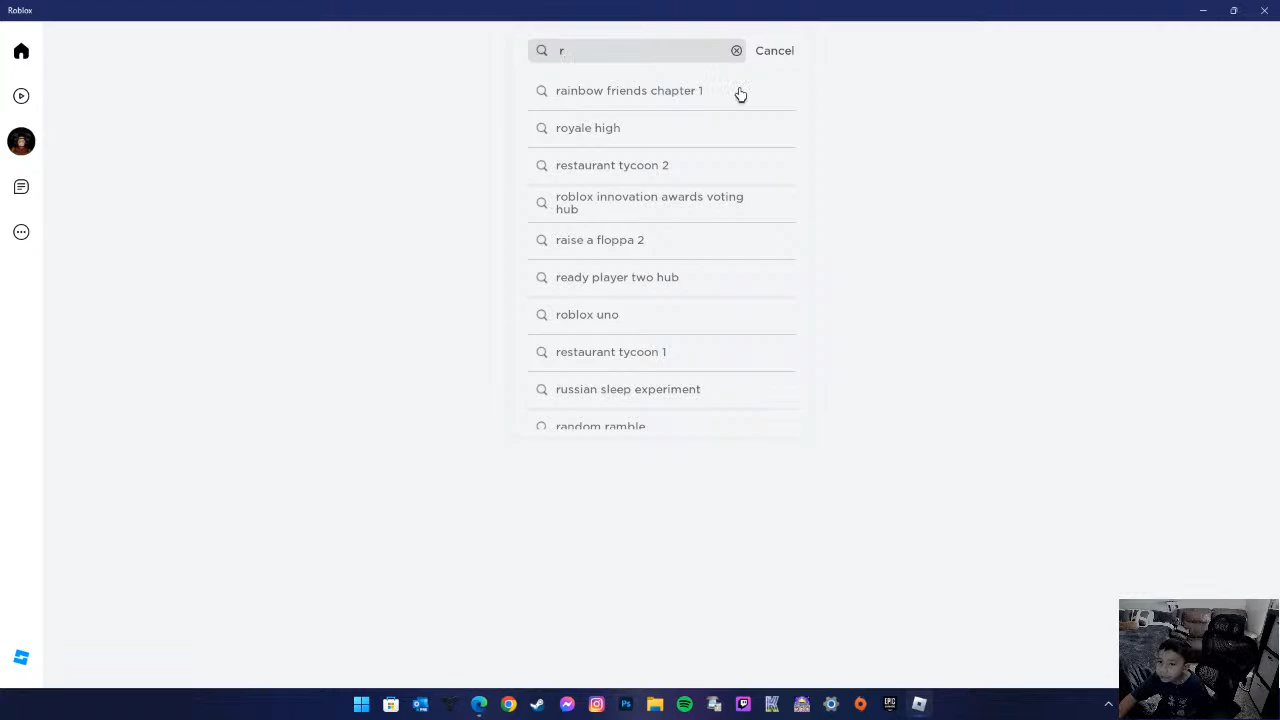 Roblox
r
Cancel
rainbow friends chapter 1
royale high
restaurant tycoon 2
roblox innovation awards voting
hub
raise a floppa 2
ready player two hub
roblox uno
restaurant tycoon 1
russian sleep experiment
random ramble
EPIC